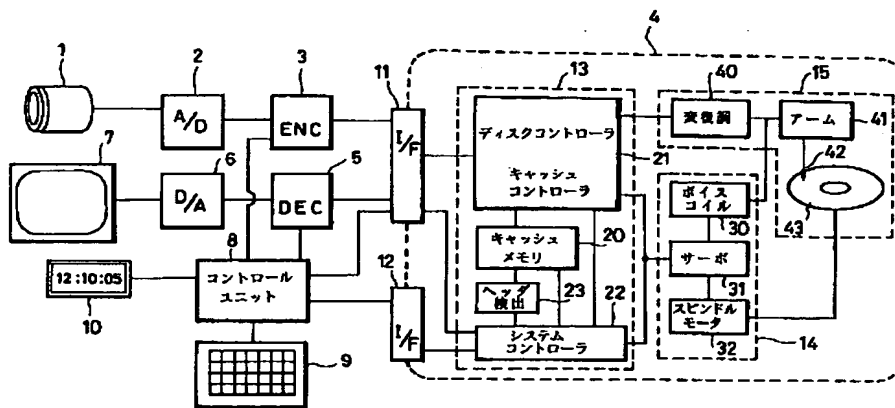 4
1
2
3
11
13
40
15
A/D
ENC
I/F
ディスクコントローラ
キャッシュ
コントローラ
変復調
アーム
41
42
7
6
5
21
D/A
DEC
ボイス
コイル
30
43
8
キャッシュ
メモリ
20
サーボ
31
12:10:05
コントロール
ユニット
12
ヘッダ
検出
23
22
10
I/F
システム
コントローラ
スピンドル
モータ
32
14
9